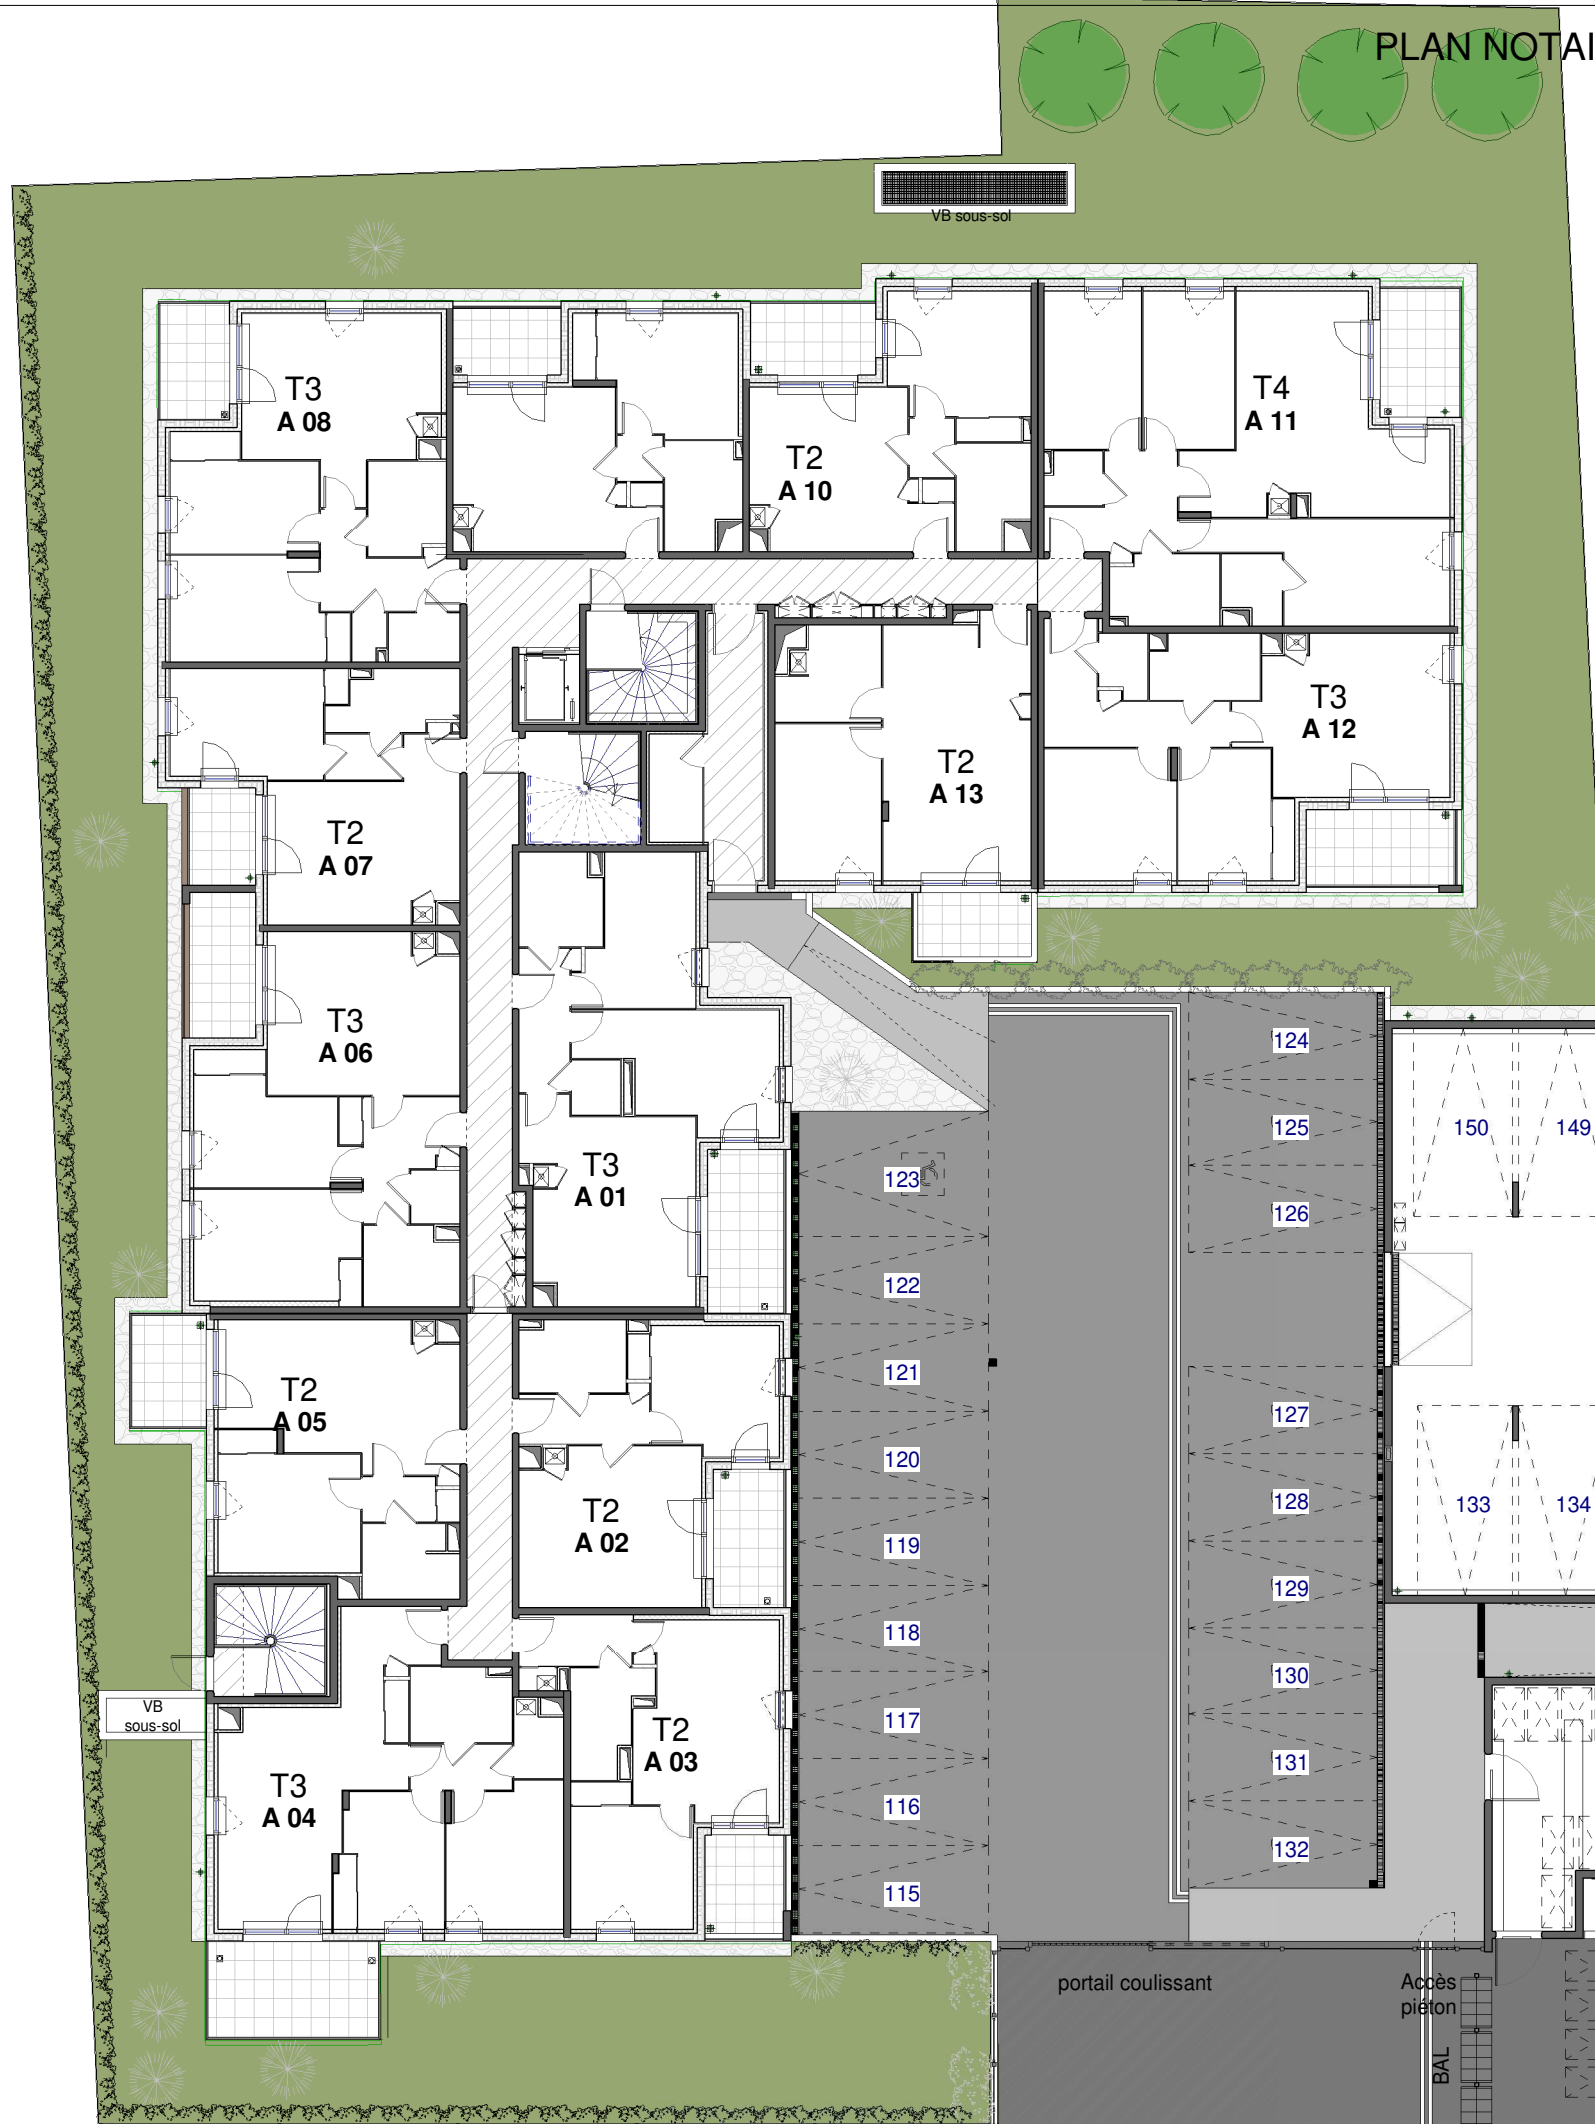 PLAN NOTAI
VB sous-sol
T3
A 08
T2
A 10
T4
A 11
T3
A 12
T2
A 13
T2
A 07
T3
A 06
T3
A 01
T2
A 05
T2
A 02
T2
A 03
T3
A 04
VB
sous-sol
123
122
121
120
119
118
117
116
115
124
125
126
127
128
129
130
131
132
150
149
133
134
portail coulissant
Accès
piéton
BAL